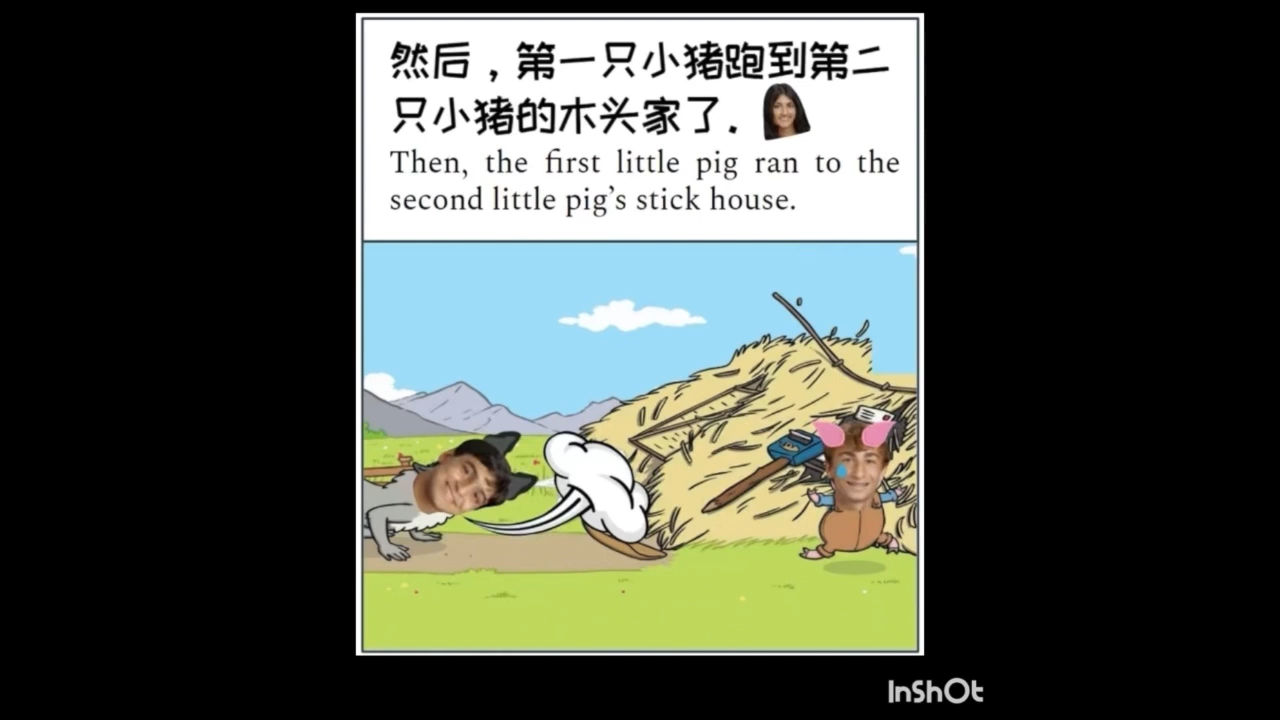 然后，第一只小猪跑到第二
只小猪的木头家了.
Then, the first little pig ran to the
second little pig’s stick house.
InShOt